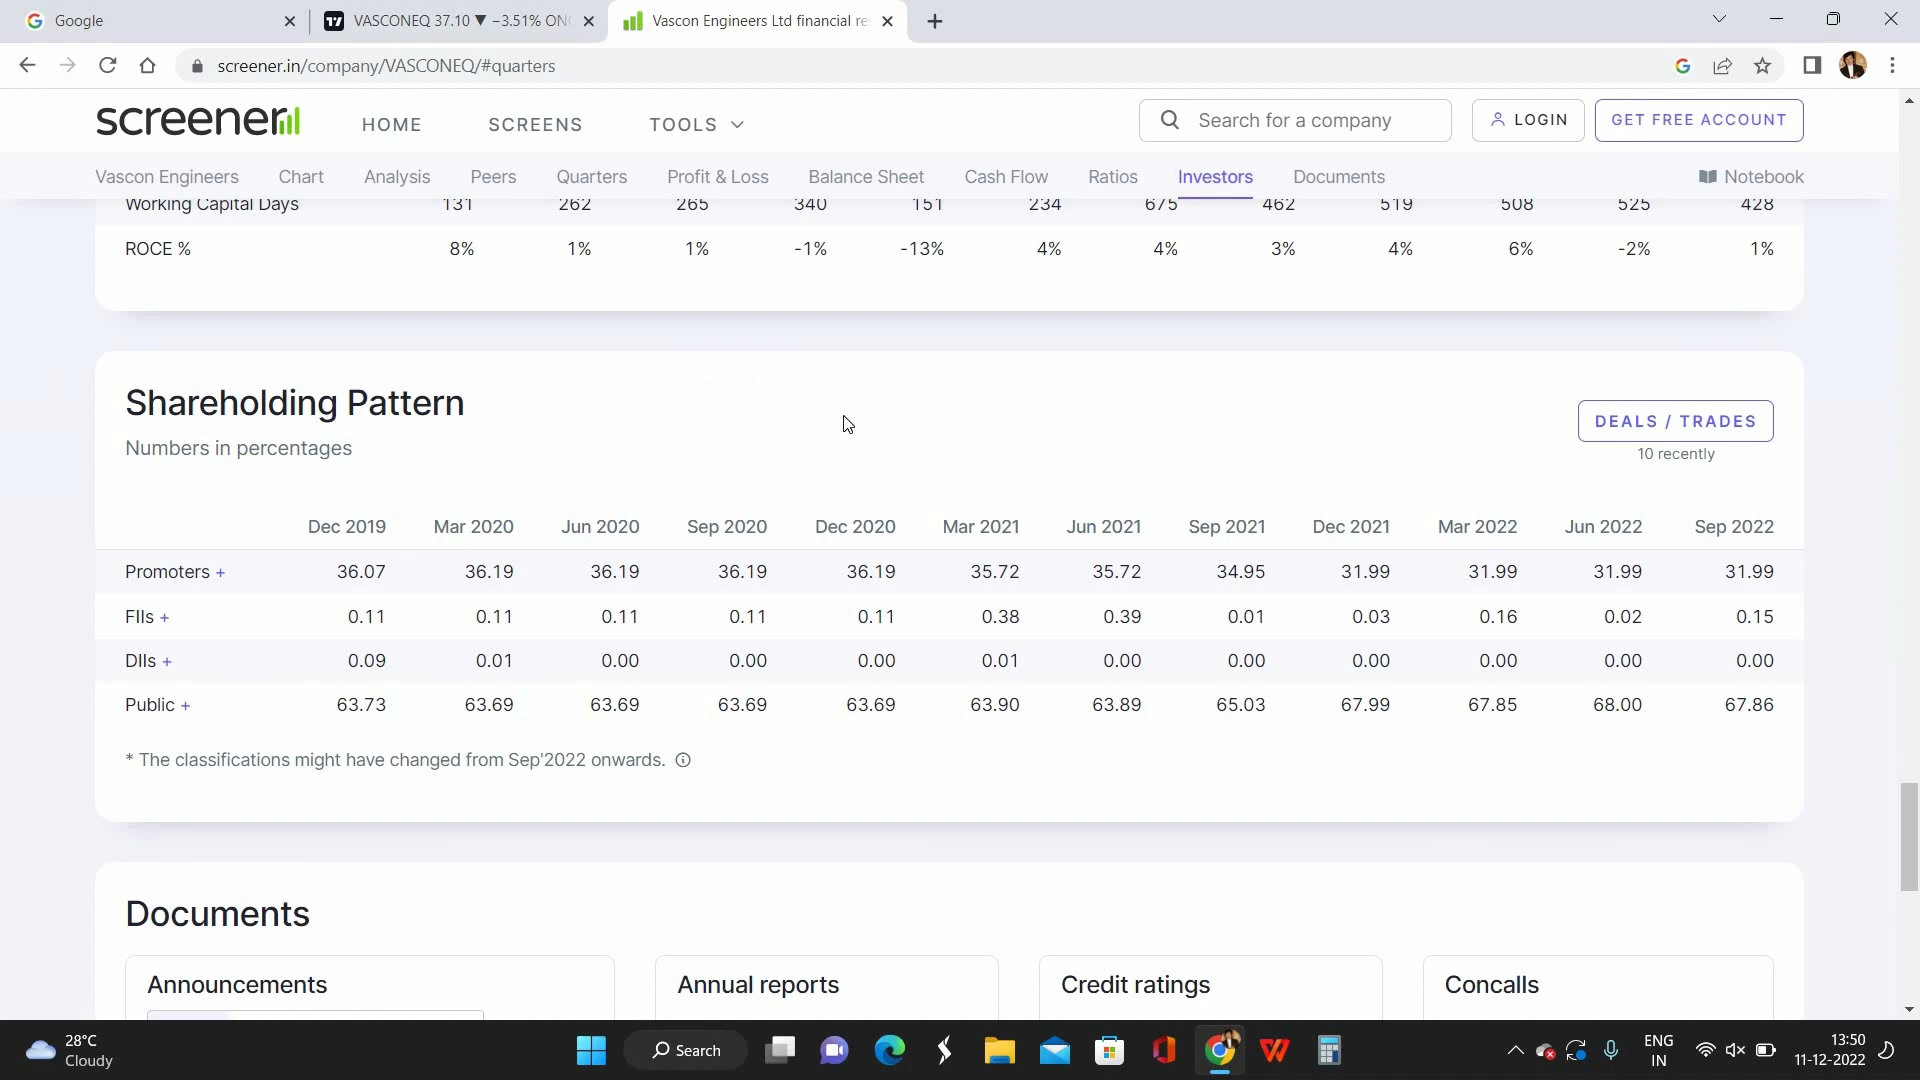 Google
VASCONEQ 37.10 ▼ −3.51% ON
Vascon Engineers Ltd financial re
screener.in/company/VASCONEQ/#quarters
screener
HOME
SCREENS
TOOLS
Search for a company
LOGIN
GET FREE ACCOUNT
Vascon Engineers Chart Analysis Peers Quarters Profit & Loss Balance Sheet Cash Flow Ratios Investors Documents Notebook
Working Capital Days 131 262 265 340 151 234 675 462 519 508 525 428
ROCE % 8% 1% 1% -1% -13% 4% 4% 3% 4% 6% -2% 1%
Shareholding Pattern
Numbers in percentages
DEALS / TRADES
10 recently
Dec 2019 Mar 2020 Jun 2020 Sep 2020 Dec 2020 Mar 2021 Jun 2021 Sep 2021 Dec 2021 Mar 2022 Jun 2022 Sep 2022
Promoters + 36.07 36.19 36.19 36.19 36.19 35.72 35.72 34.95 31.99 31.99 31.99 31.99
FIIs + 0.11 0.11 0.11 0.11 0.11 0.38 0.39 0.01 0.03 0.16 0.02 0.15
DIIs + 0.09 0.01 0.00 0.00 0.00 0.01 0.00 0.00 0.00 0.00 0.00 0.00
Public + 63.73 63.69 63.69 63.69 63.69 63.90 63.89 65.03 67.99 67.85 68.00 67.86
* The classifications might have changed from Sep'2022 onwards.
Documents
Announcements
Annual reports
Credit ratings
Concalls
28°C
Cloudy
Search
ENG
IN
13:50
11-12-2022